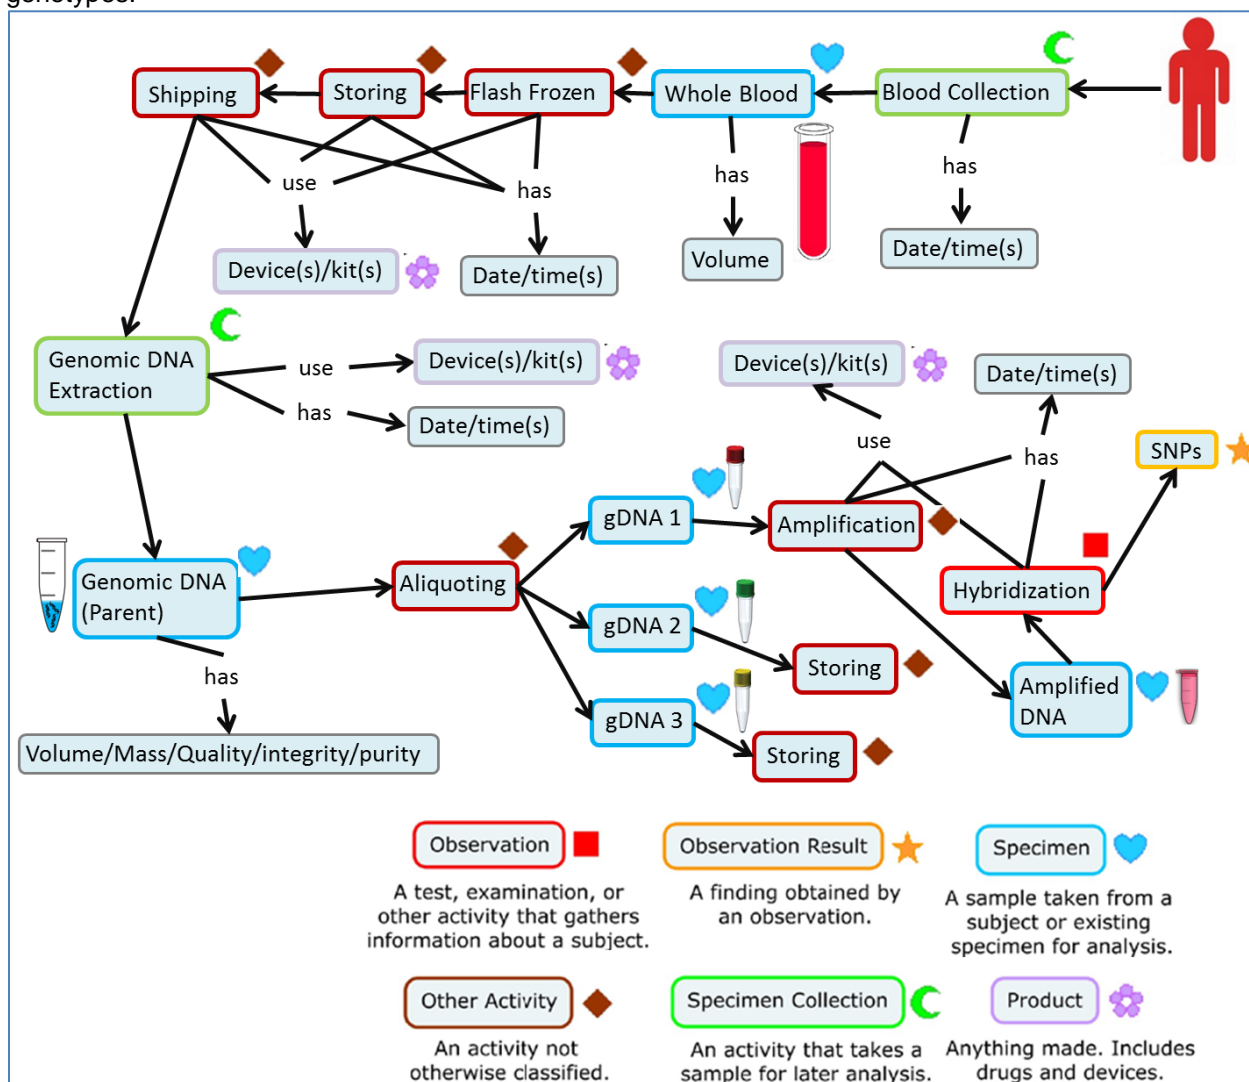 genotypes.
Shipping
Storing
Flash Frozen
Whole Blood
Blood Collection
use
has
has
has
Device(s)/kit(s)
Date/time(s)
Volume
Date/time(s)
Genomic DNA
Extraction
use
has
Device(s)/kit(s)
Date/time(s)
Device(s)/kit(s)
Date/time(s)
use
has
SNPs
gDNA 1
Amplification
Genomic DNA
(Parent)
Aliquoting
Hybridization
gDNA 2
Storing
has
gDNA 3
Amplified
DNA
Volume/Mass/Quality/integrity/purity
Storing
Observation
A test, examination, or
other activity that gathers
information about a subject.
Observation Result
A finding obtained by
an observation.
Specimen
A sample taken from a
subject or existing
specimen for analysis.
Other Activity
An activity not
otherwise classified.
Specimen Collection
An activity that takes a
sample for later analysis.
Product
Anything made. Includes
drugs and devices.